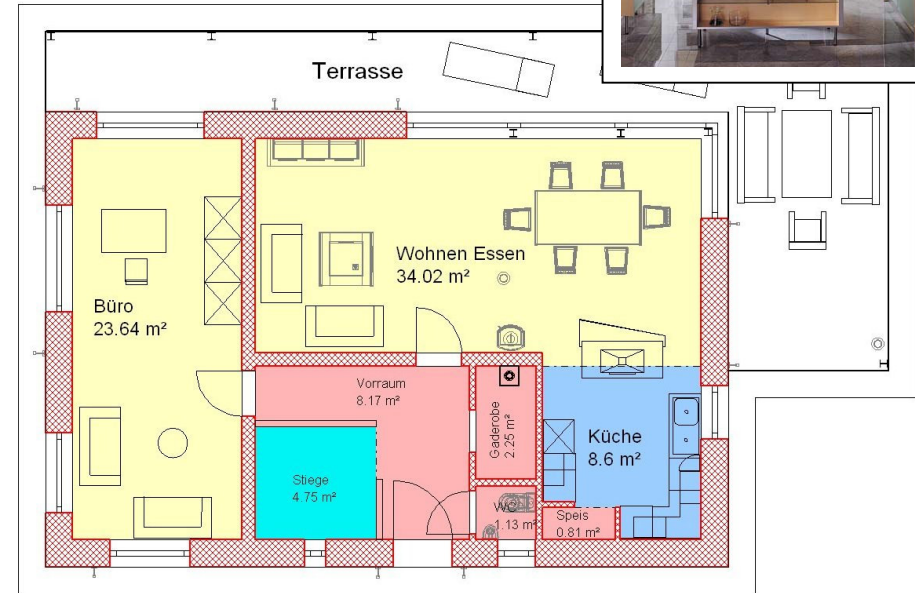 Terrasse
Wohnen Essen
34.02 m²
Büro
23.64 m²
Vorraum
8.17 m²
Gaderobe
2.25 m²
Küche
8.6 m²
Stiege
4.75 m²
WC
1.13 m²
Speis
0.81 m²